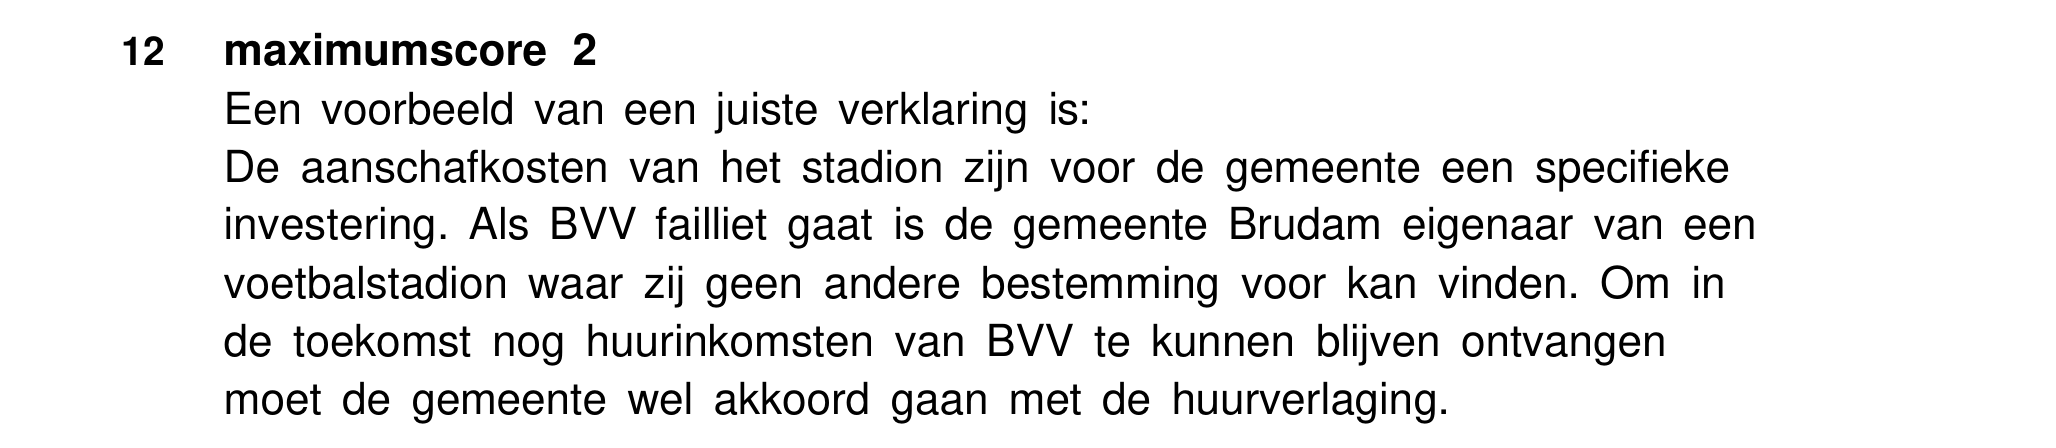 12 maximumscore 2
Een voorbeeld van een juiste verklaring is:
De aanschafkosten van het stadion zijn voor de gemeente een specifieke
investering. Als BVV failliet gaat is de gemeente Brudam eigenaar van een
voetbalstadion waar zij geen andere bestemming voor kan vinden. Om in
de toekomst nog huurinkomsten van BVV te kunnen blijven ontvangen
moet de gemeente wel akkoord gaan met de huurverlaging.